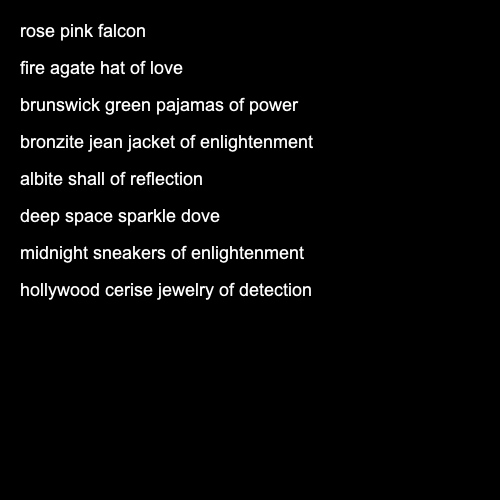 rose pink falcon
fire agate hat of love
brunswick green pajamas of power
bronzite jean jacket of enlightenment
albite shall of reflection
deep space sparkle dove
midnight sneakers of enlightenment
hollywood cerise jewelry of detection